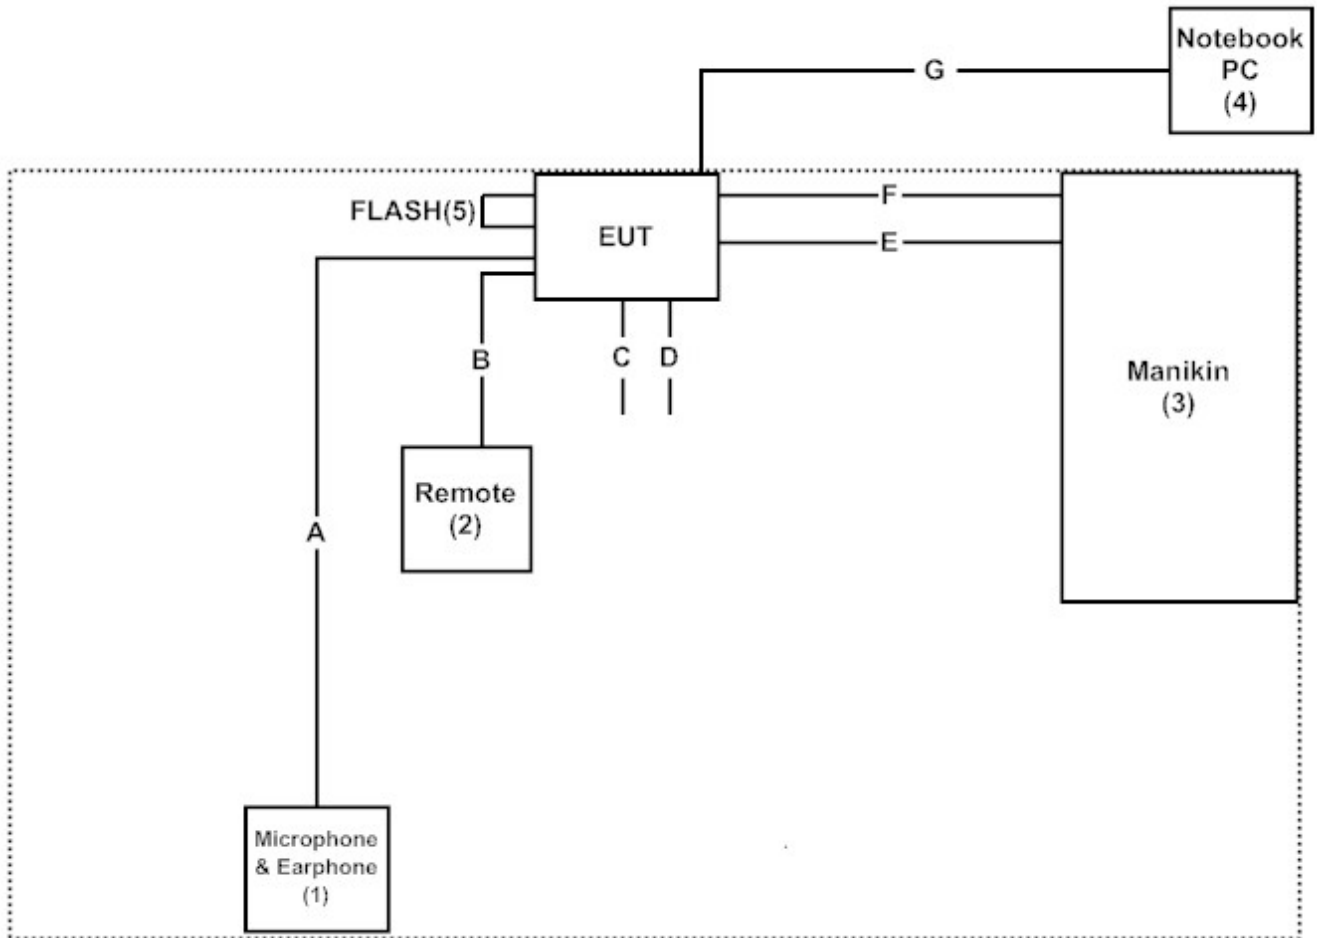 Notebook
PC
(4)
G
FLASH(5)
EUT
F
E
B
C
D
Manikin
(3)
Remote
(2)
A
Microphone
& Earphone
(1)